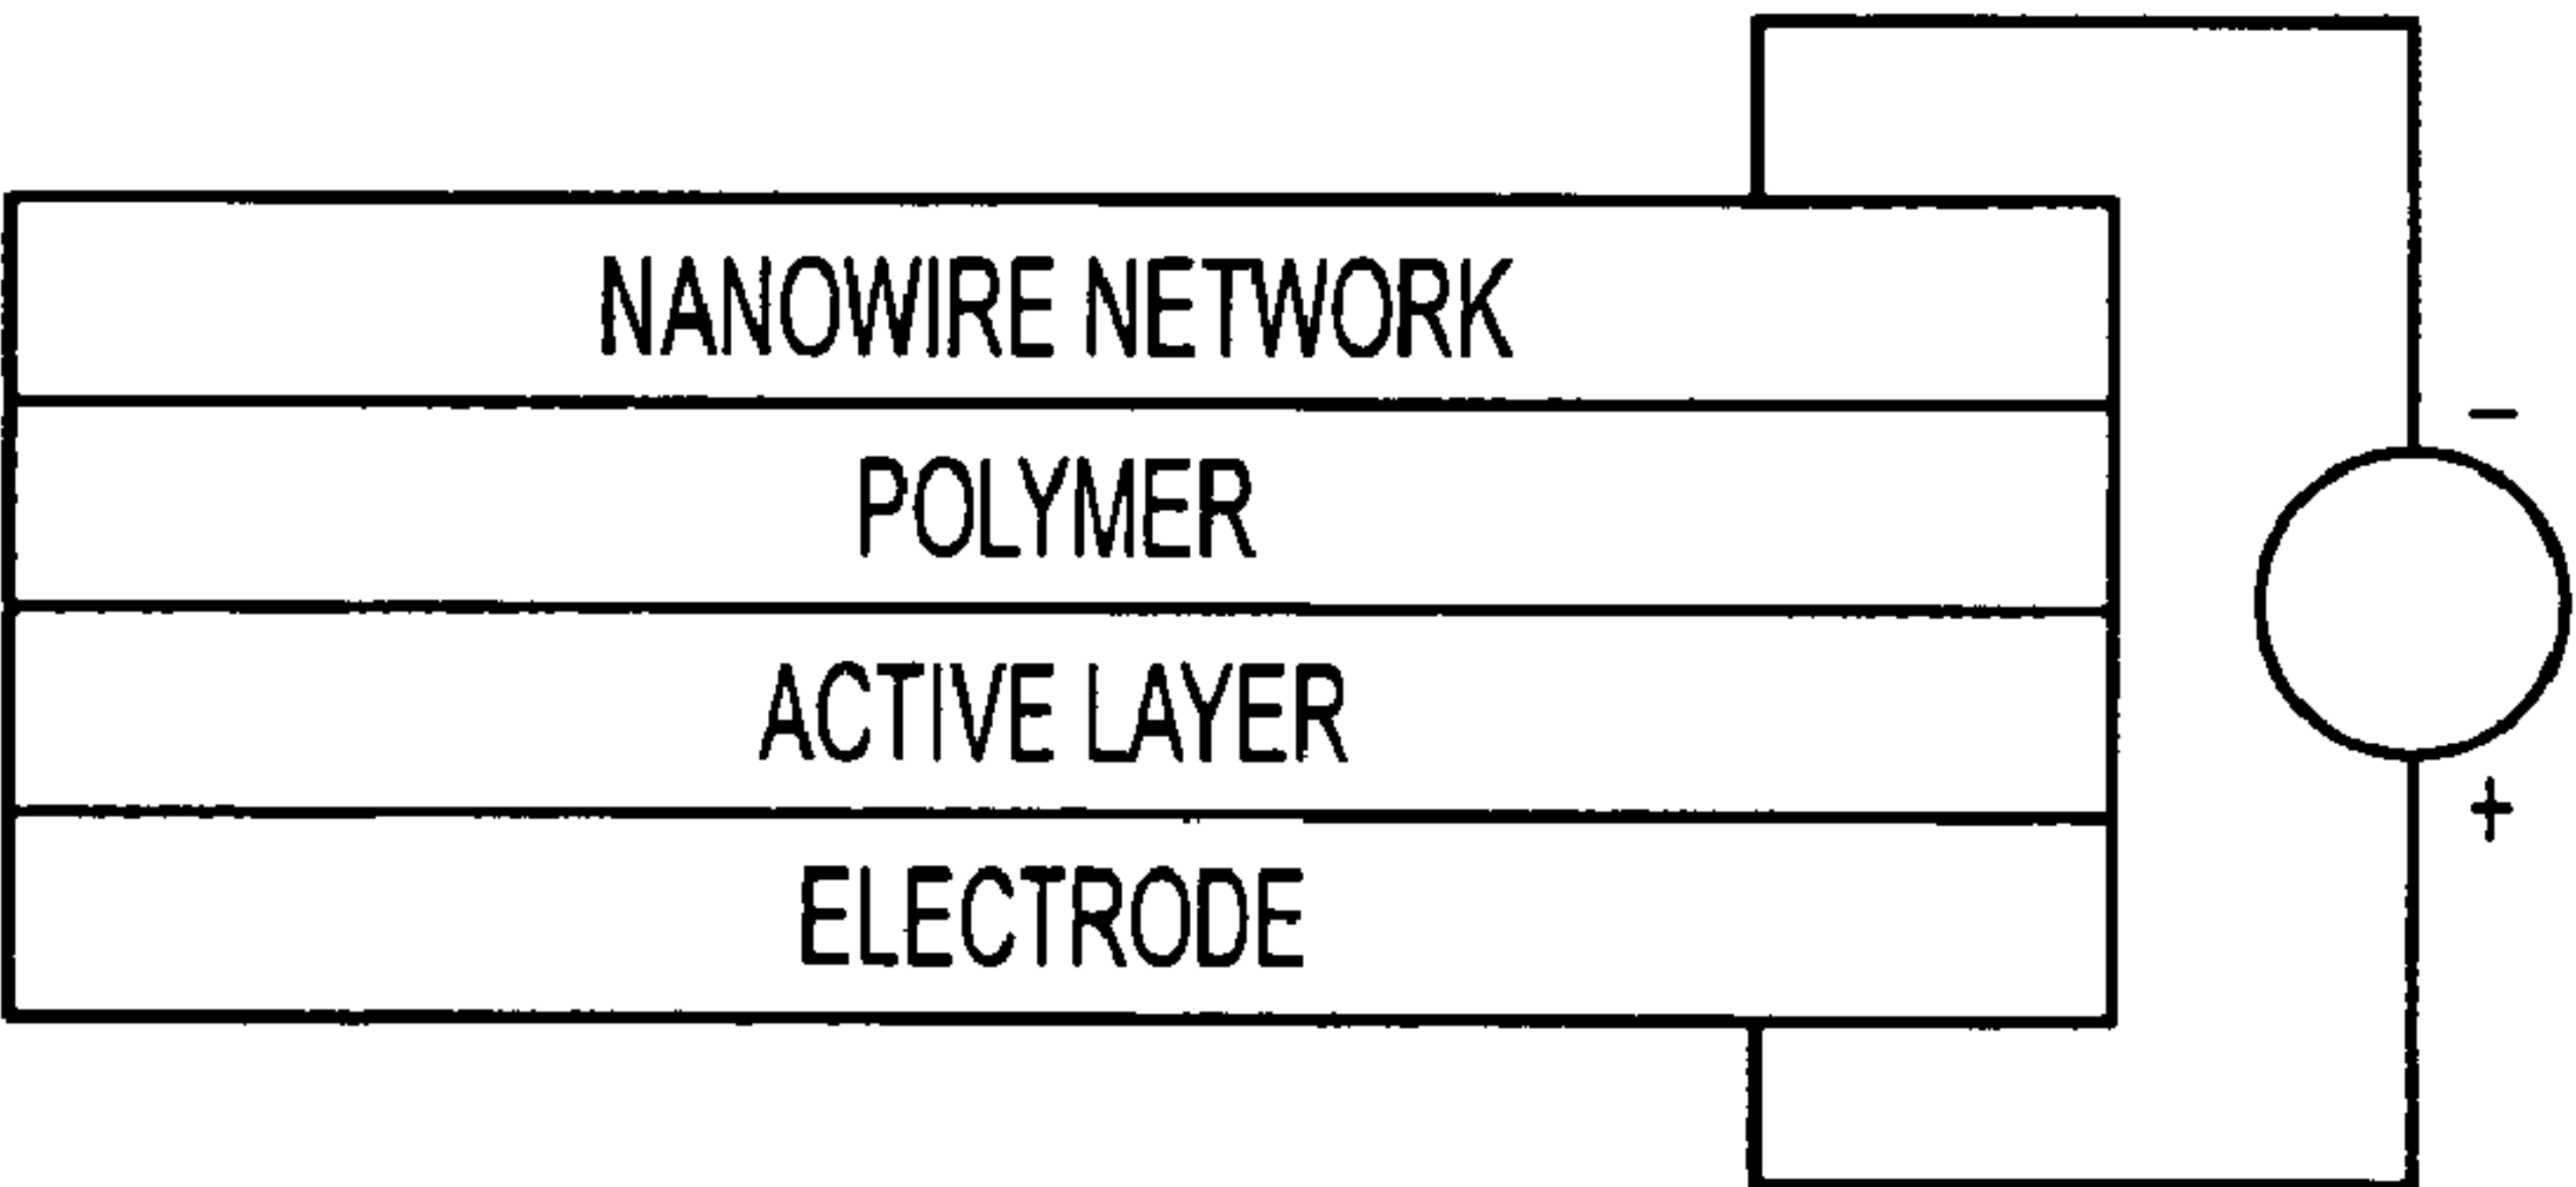 NANOWIRE NETWORK
POLYMER
−
ACTIVE LAYER
+
ELECTRODE